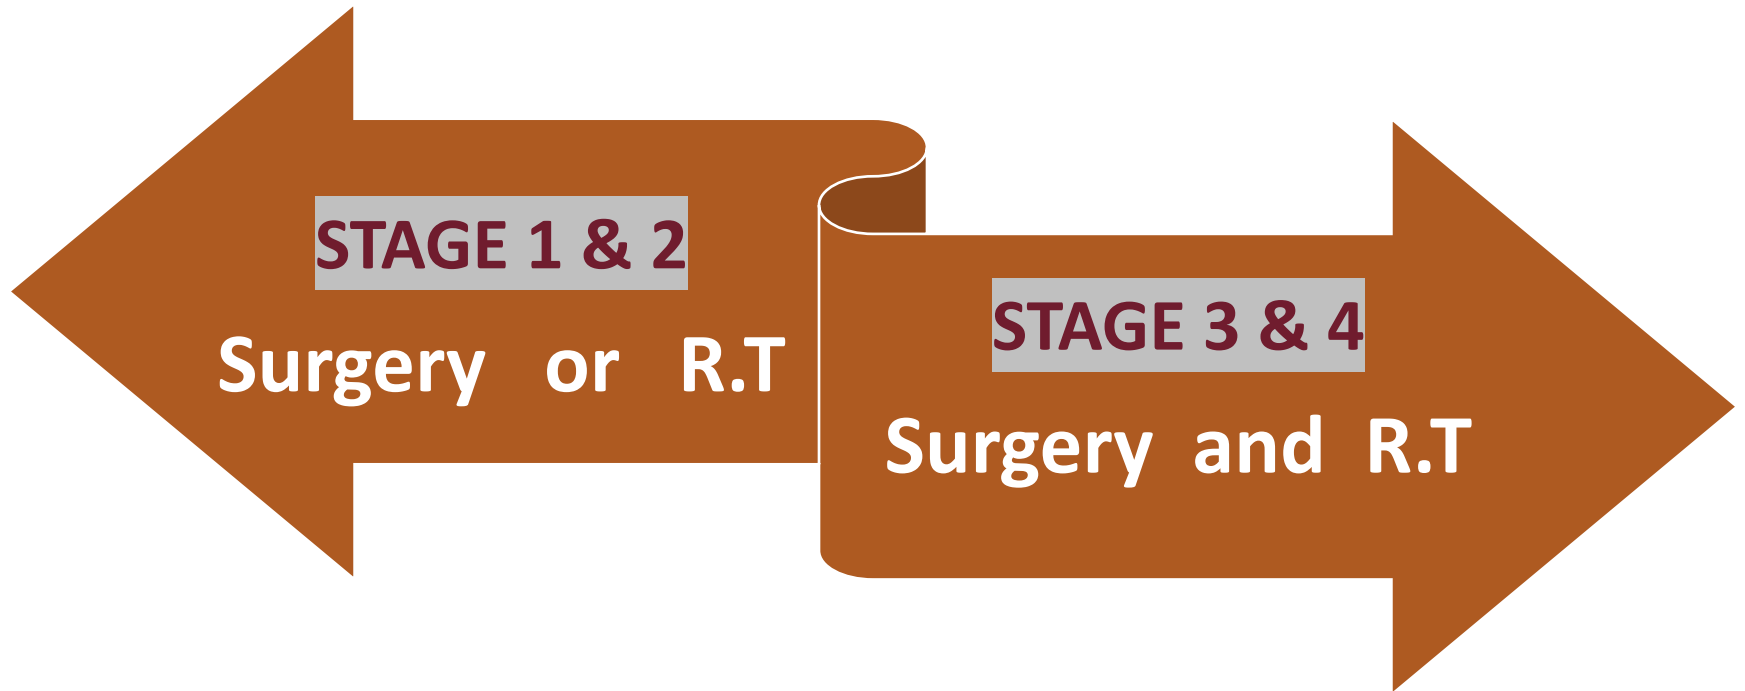 STAGE 1 & 2
Surgery or R.T
STAGE 3 & 4
Surgery and R.T